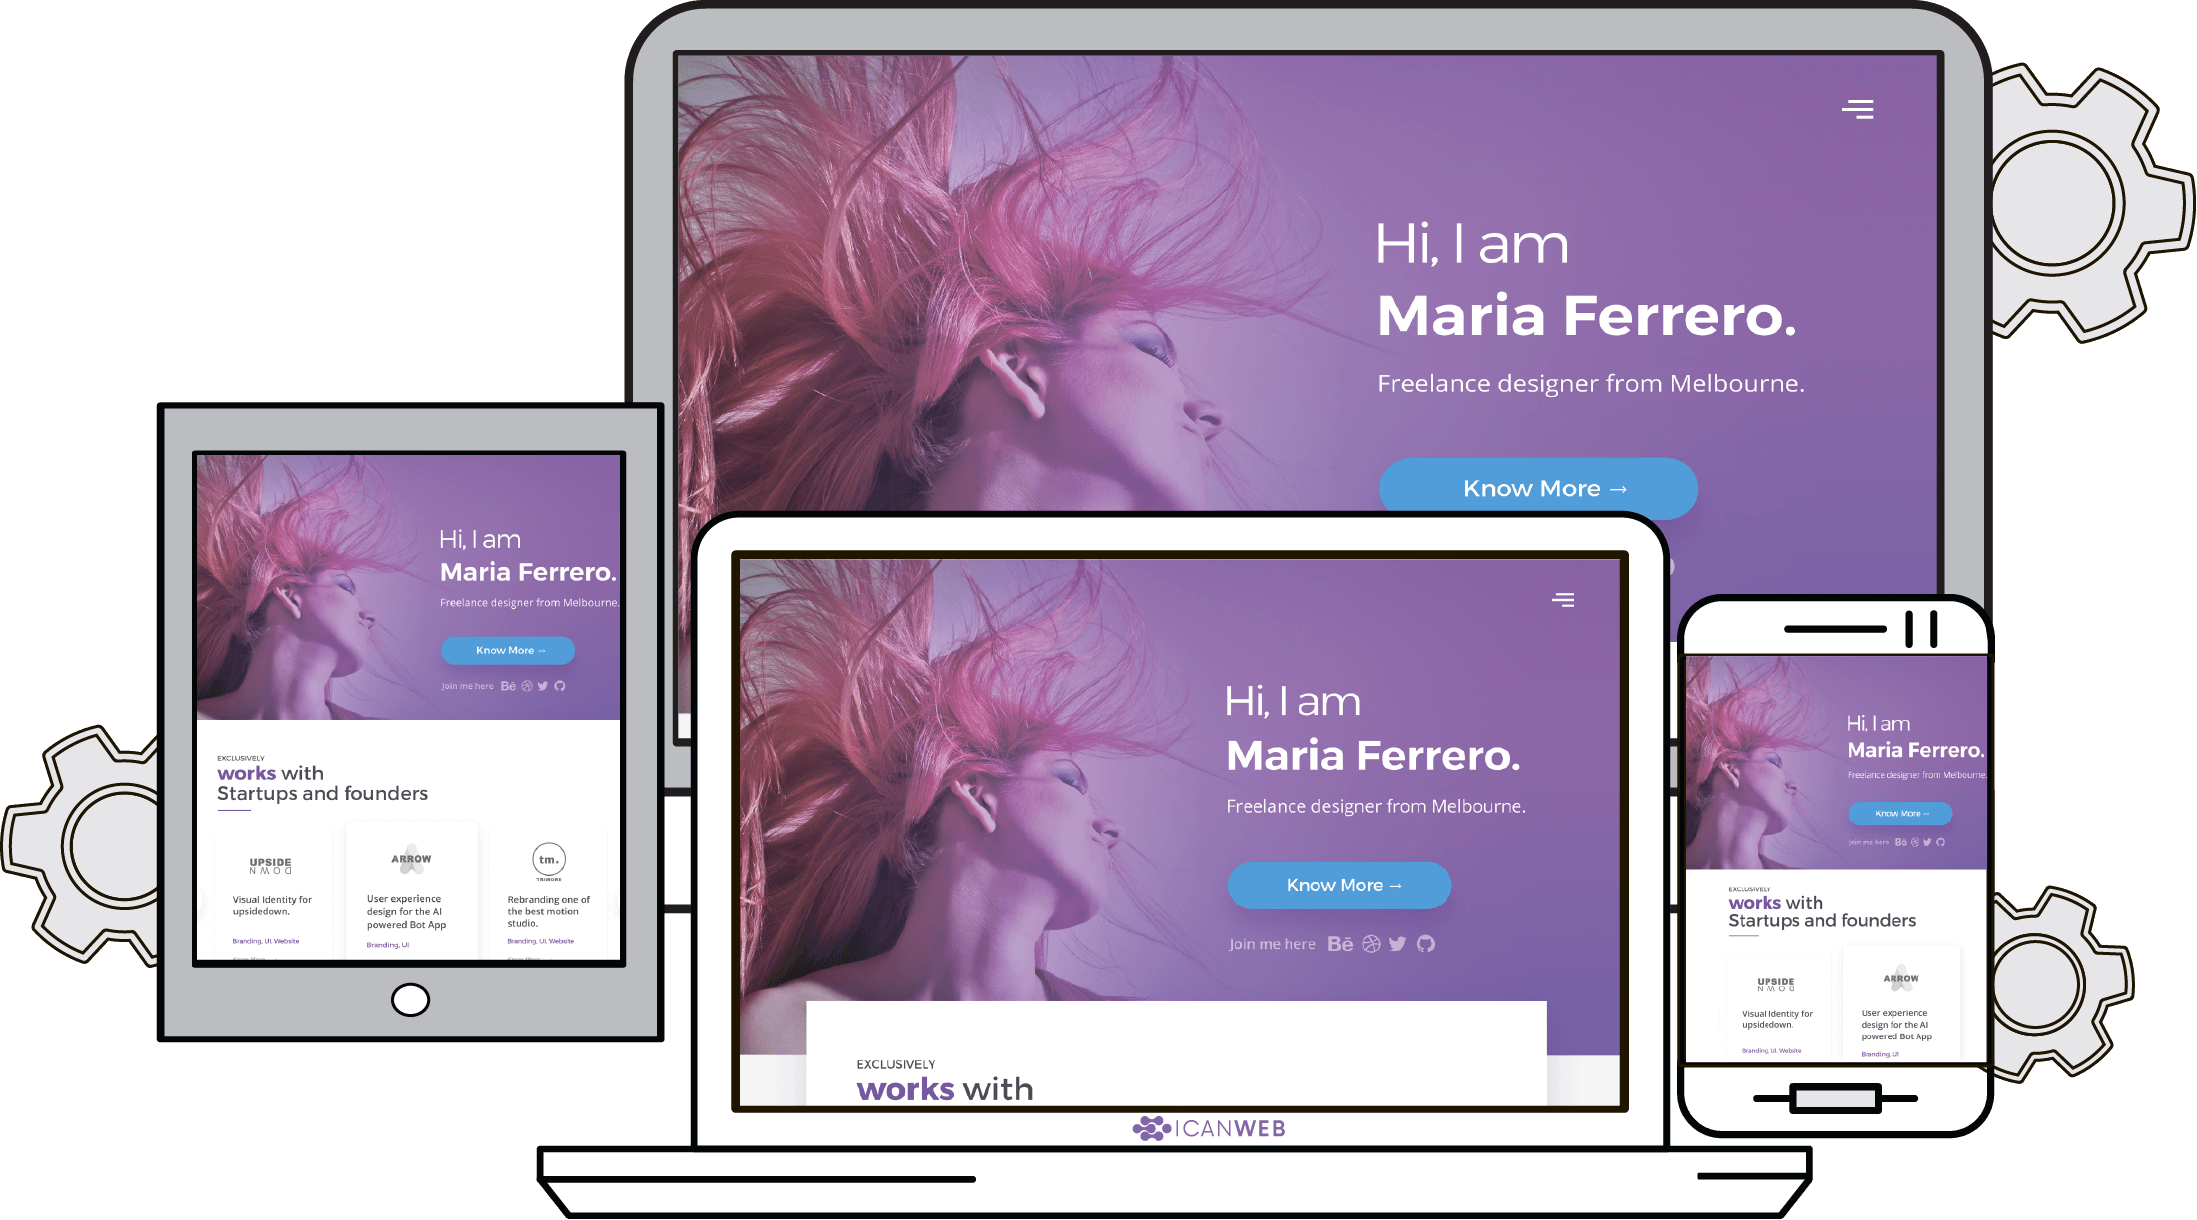 Hi, I am
Maria Ferrero.
Freelance designer from Melbourne.
Know More →
Hi, I am
Maria Ferrero.
Freelance designer from Melbourne.
Know More →
Join me here Bē
EXCLUSIVELY
works with
Startups and founders
UPSIDE
DOWN
Visual Identity for
upsidedown.
Branding, UI, Website
ARROW
User experience
design for the AI
powered Bot App
Branding, UI
tm.
Rebranding one of
the best motion
studio.
Branding, UI, Website
Hi, I am
Maria Ferrero.
Freelance designer from Melbourne.
Know More →
Join me here Bē
EXCLUSIVELY
works with
ICANWEB
Hi, I am
Maria Ferrero.
Freelance designer from Melbourne.
Know More →
Join me here Bē
EXCLUSIVELY
works with
Startups and founders
UPSIDE
DOWN
Visual Identity for
upsidedown.
Branding, UI, Website
ARROW
User experience
design for the AI
powered Bot App
Branding, UI